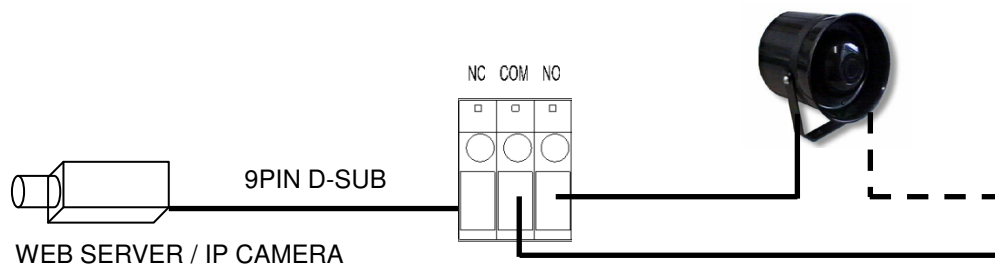 NC COM NO
9PIN D-SUB
WEB SERVER / IP CAMERA